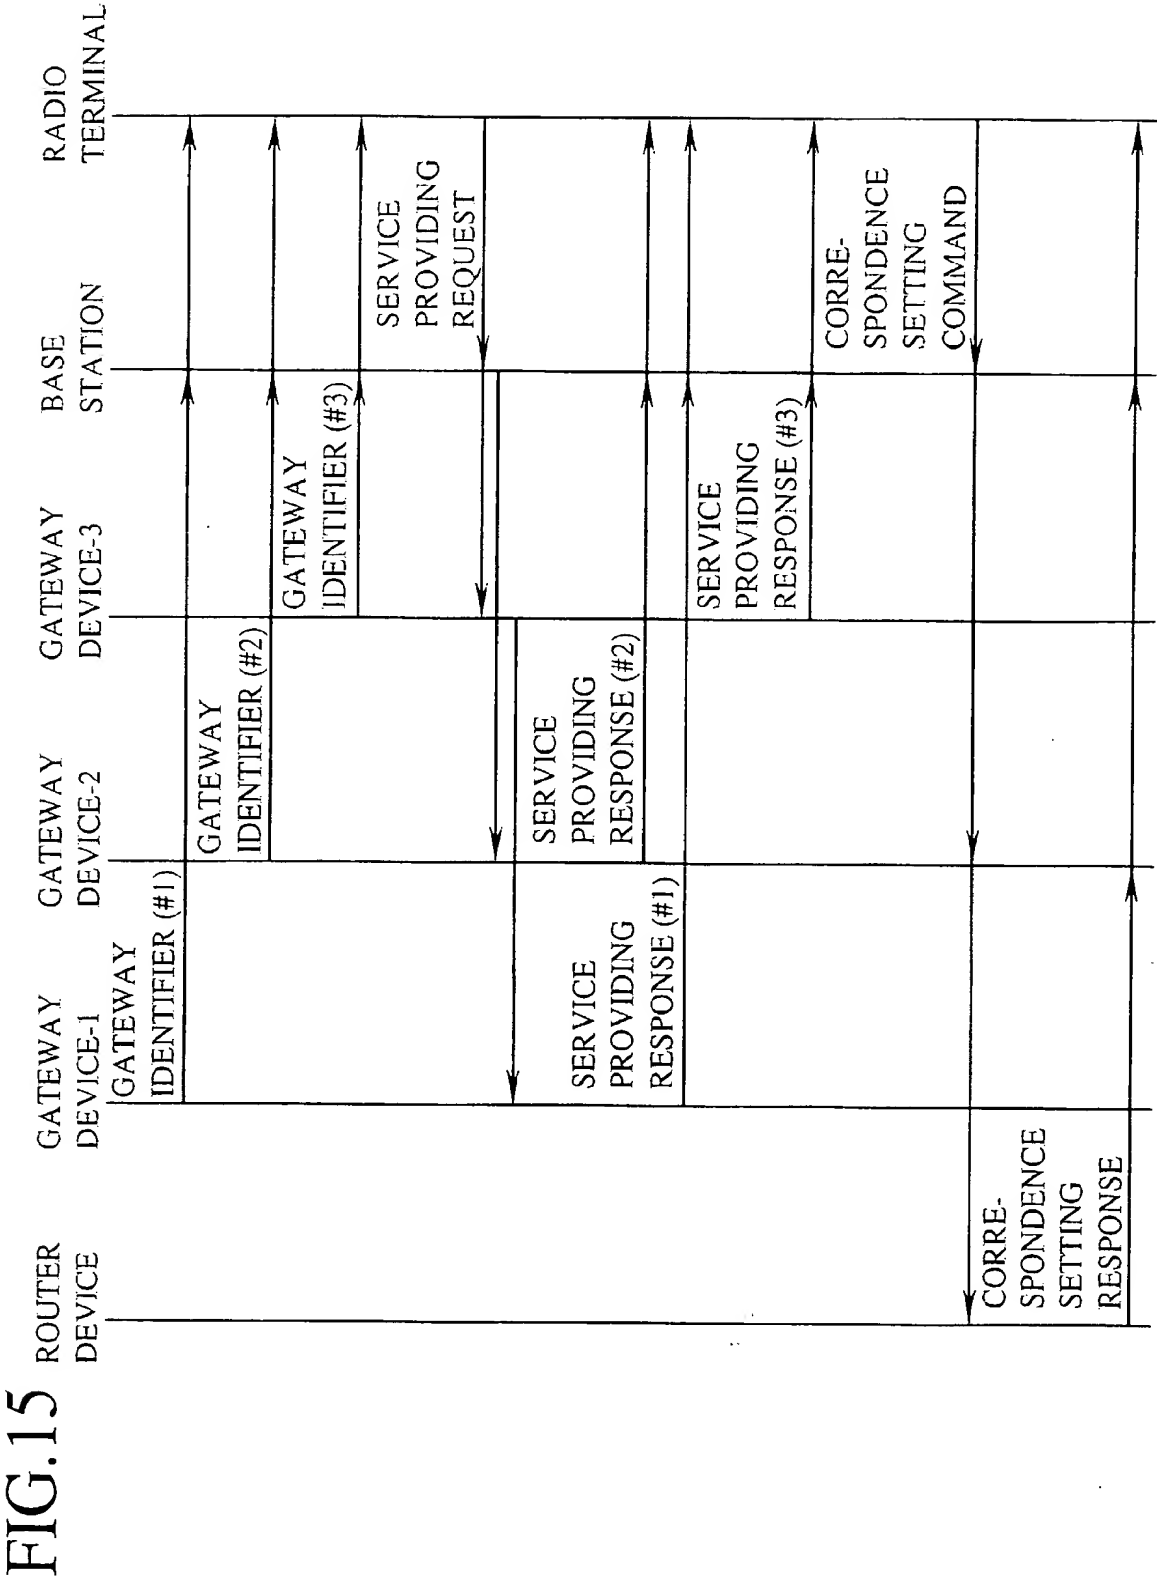 FIG.15
ROUTER
DEVICE
GATEWAY
DEVICE-1
GATEWAY
DEVICE-2
GATEWAY
DEVICE-3
BASE
STATION
RADIO
TERMINAL
GATEWAY
IDENTIFIER (#1)
GATEWAY
IDENTIFIER (#2)
GATEWAY
IDENTIFIER (#3)
SERVICE
PROVIDING
REQUEST
SERVICE
PROVIDING
RESPONSE (#2)
SERVICE
PROVIDING
RESPONSE (#1)
SERVICE
PROVIDING
RESPONSE (#3)
CORRE-
SPONDENCE
SETTING
COMMAND
CORRE-
SPONDENCE
SETTING
RESPONSE